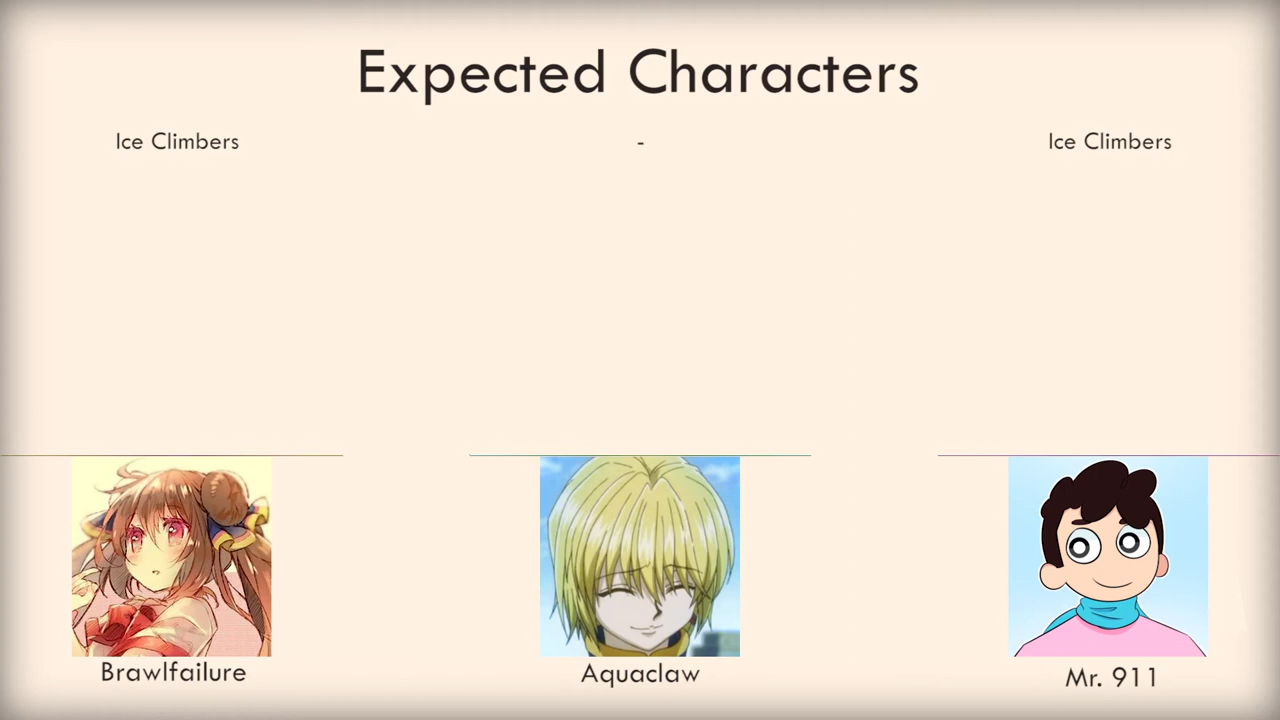 Expected Characters
Ice Climbers
-
Ice Climbers
Brawlfailure
Aquaclaw
Mr. 911